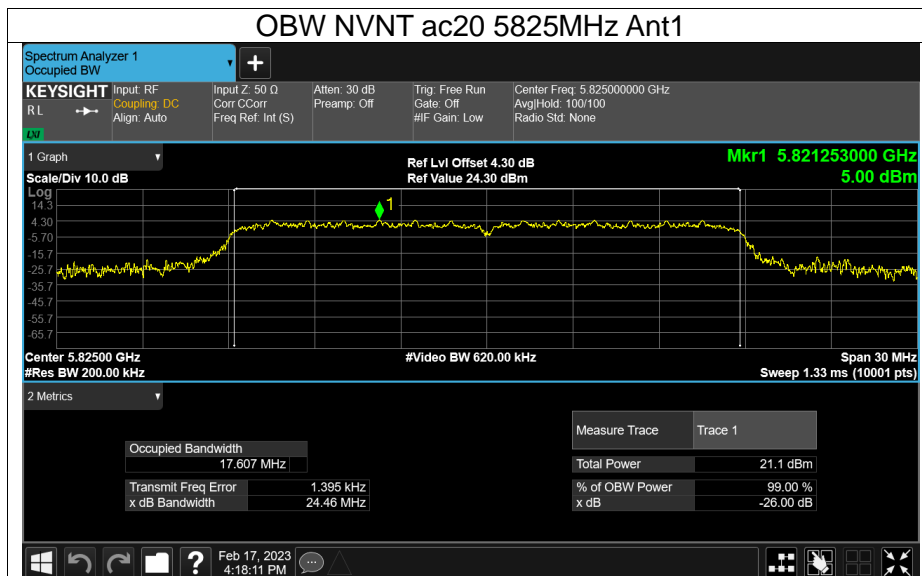 OBW NVNT ac20 5825MHz Ant1
Spectrum Analyzer 1
Occupied BW
KEYSIGHT Input: RF Input Z: 50 Ω Atten: 30 dB Trig: Free Run Center Freq: 5.825000000 GHz
R L Coupling: DC Corr CCorr Preamp: Off Gate: Off Avg|Hold: 100/100
Align: Auto Freq Ref: Int (S) #IF Gain: Low Radio Std: None
LXI
1 Graph Ref Lvl Offset 4.30 dB Mkr1 5.821253000 GHz
Scale/Div 10.0 dB Ref Value 24.30 dBm 5.00 dBm
Log
14.3
1
4.30
-5.70
-15.7
-25.7
-35.7
-45.7
-55.7
-65.7
Center 5.82500 GHz #Video BW 620.00 kHz Span 30 MHz
#Res BW 200.00 kHz Sweep 1.33 ms (10001 pts)
2 Metrics
Measure Trace Trace 1
Occupied Bandwidth
17.607 MHz Total Power 21.1 dBm
Transmit Freq Error 1.395 kHz % of OBW Power 99.00 %
x dB Bandwidth 24.46 MHz x dB -26.00 dB
? Feb 17, 2023
4:18:11 PM